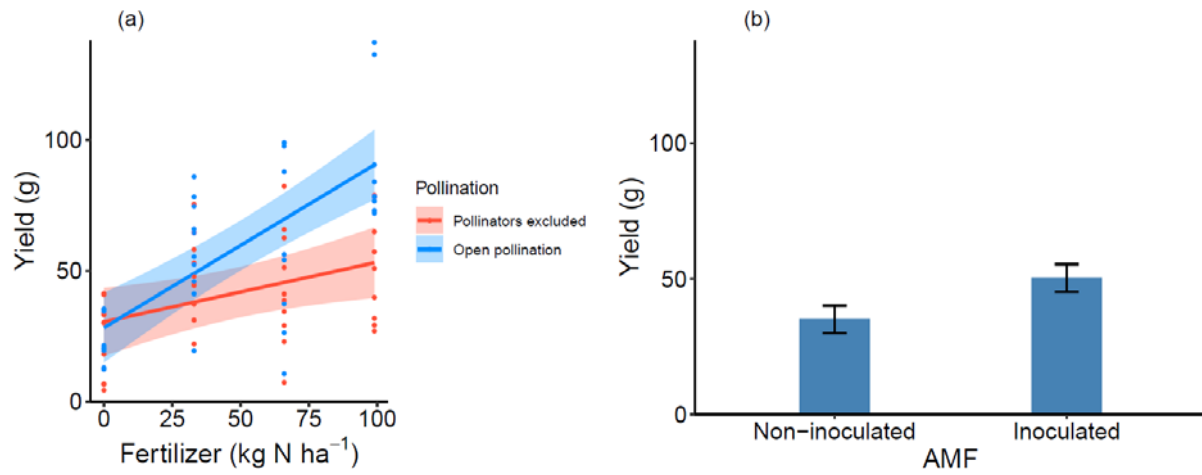 (a)
Yield (g)
100
50
0
0 25 50 75 100
Fertilizer (kg N ha⁻¹)
Pollination
Pollinators excluded
Open pollination
(b)
Yield (g)
100
50
0
Non−inoculated Inoculated
AMF